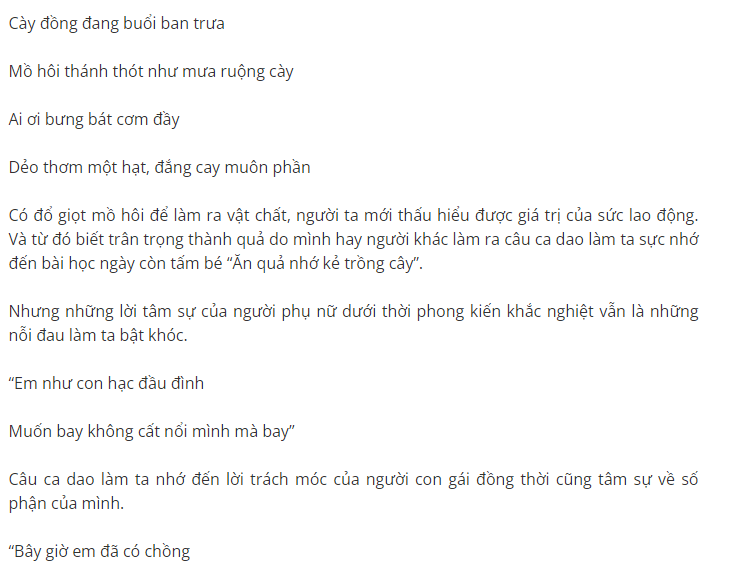 Cày đồng đang buổi ban trưa
Mồ hôi thánh thót như mưa ruộng cày
Ai ơi bưng bát cơm đầy
Dẻo thơm một hạt, đắng cay muôn phần
Có đổ giọt mồ hôi để làm ra vật chất, người ta mới thấu hiểu được giá trị của sức lao động.
Và từ đó biết trân trọng thành quả do mình hay người khác làm ra câu ca dao làm ta sực nhớ
đến bài học ngày còn tấm bé “Ăn quả nhớ kẻ trồng cây”.
Nhưng những lời tâm sự của người phụ nữ dưới thời phong kiến khắc nghiệt vẫn là những
nỗi đau làm ta bật khóc.
“Em như con hạc đầu đình
Muốn bay không cất nổi mình mà bay”
Câu ca dao làm ta nhớ đến lời trách móc của người con gái đồng thời cũng tâm sự về số
phận của mình.
“Bây giờ em đã có chồng